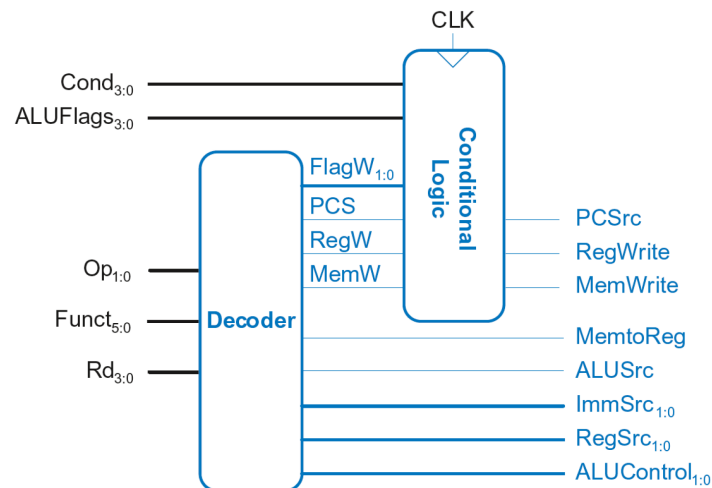 CLK
Cond3:0
ALUFlags3:0
Conditional
Logic
FlagW1:0
PCS
PCSrc
RegW
RegWrite
Op1:0
MemW
MemWrite
Funct5:0
Decoder
MemtoReg
Rd3:0
ALUSrc
ImmSrc1:0
RegSrc1:0
ALUControl1:0